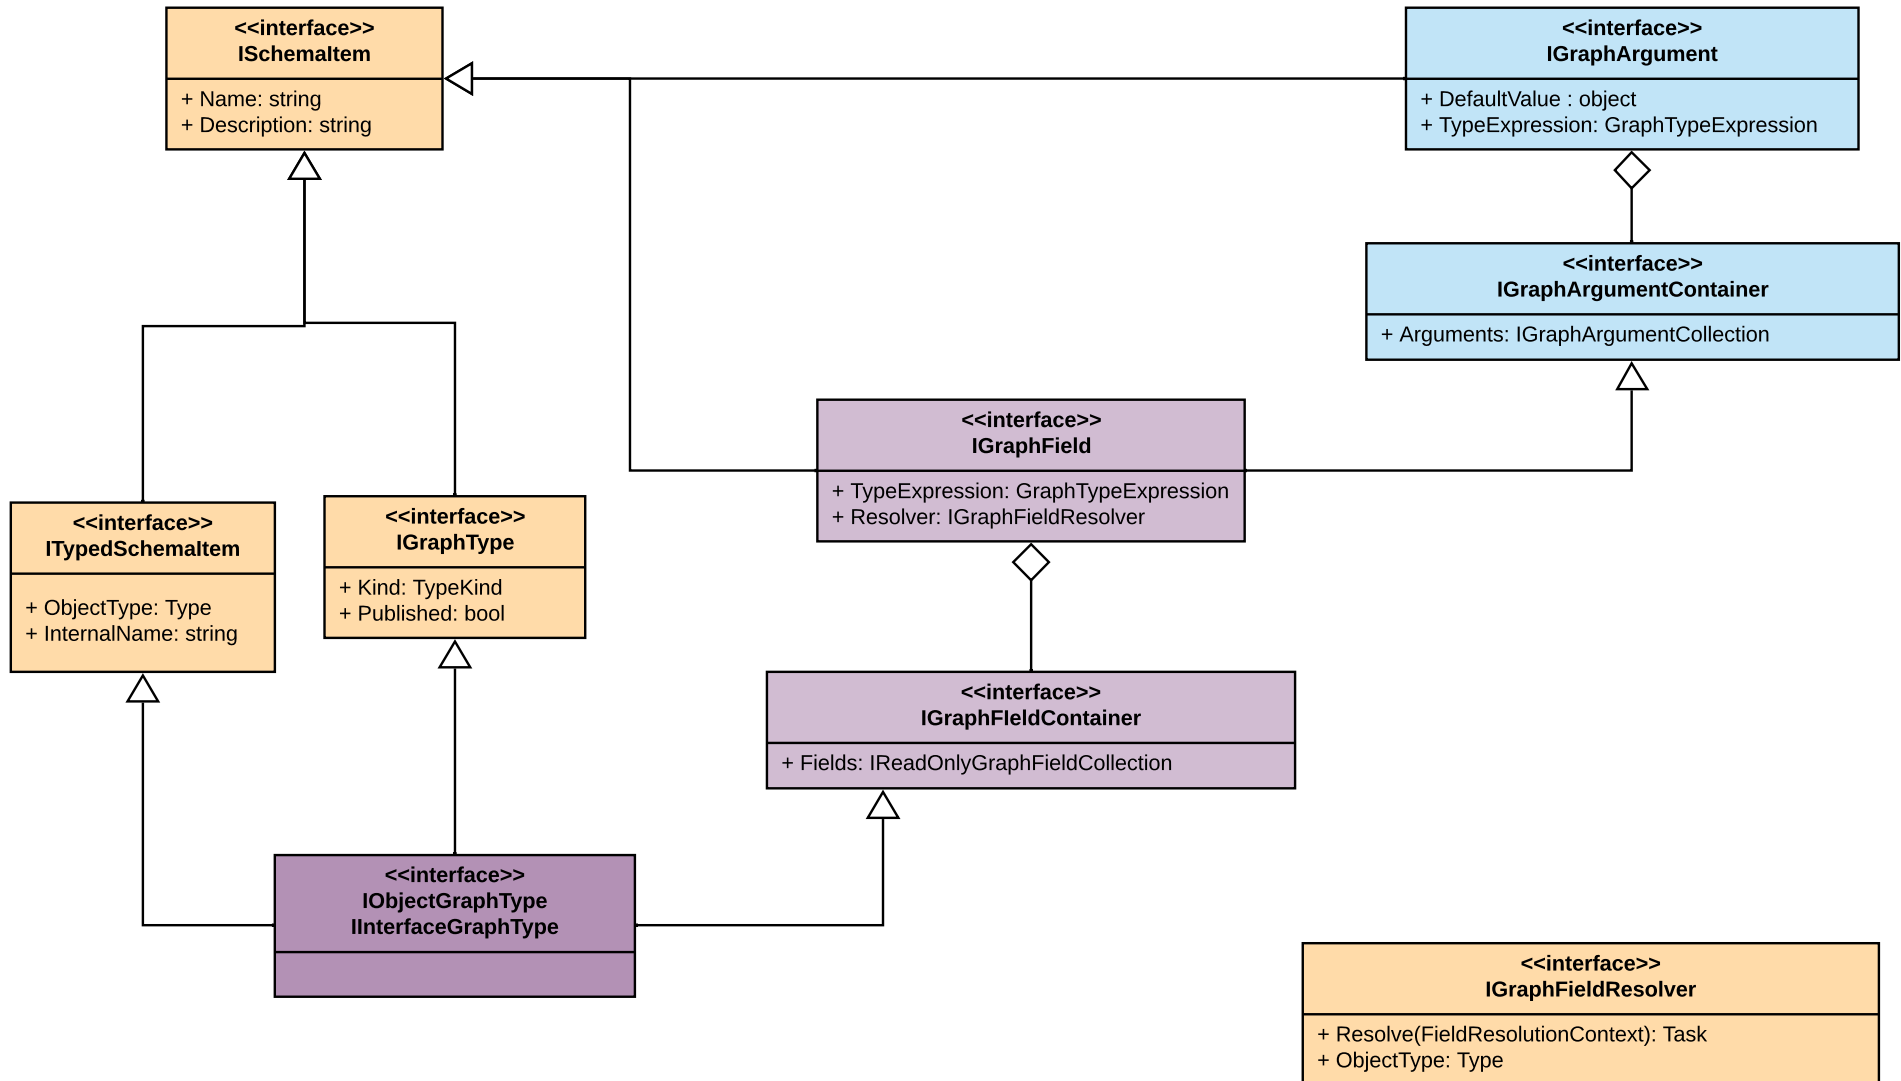 <<interface>>
ISchemaItem
+ Name: string
+ Description: string
<<interface>>
IGraphArgument
+ DefaultValue : object
+ TypeExpression: GraphTypeExpression
<<interface>>
IGraphArgumentContainer
+ Arguments: IGraphArgumentCollection
<<interface>>
IGraphField
+ TypeExpression: GraphTypeExpression
+ Resolver: IGraphFieldResolver
<<interface>>
ITypedSchemaItem
+ ObjectType: Type
+ InternalName: string
<<interface>>
IGraphType
+ Kind: TypeKind
+ Published: bool
<<interface>>
IGraphFIeldContainer
+ Fields: IReadOnlyGraphFieldCollection
<<interface>>
IObjectGraphType
IInterfaceGraphType
<<interface>>
IGraphFieldResolver
+ Resolve(FieldResolutionContext): Task
+ ObjectType: Type